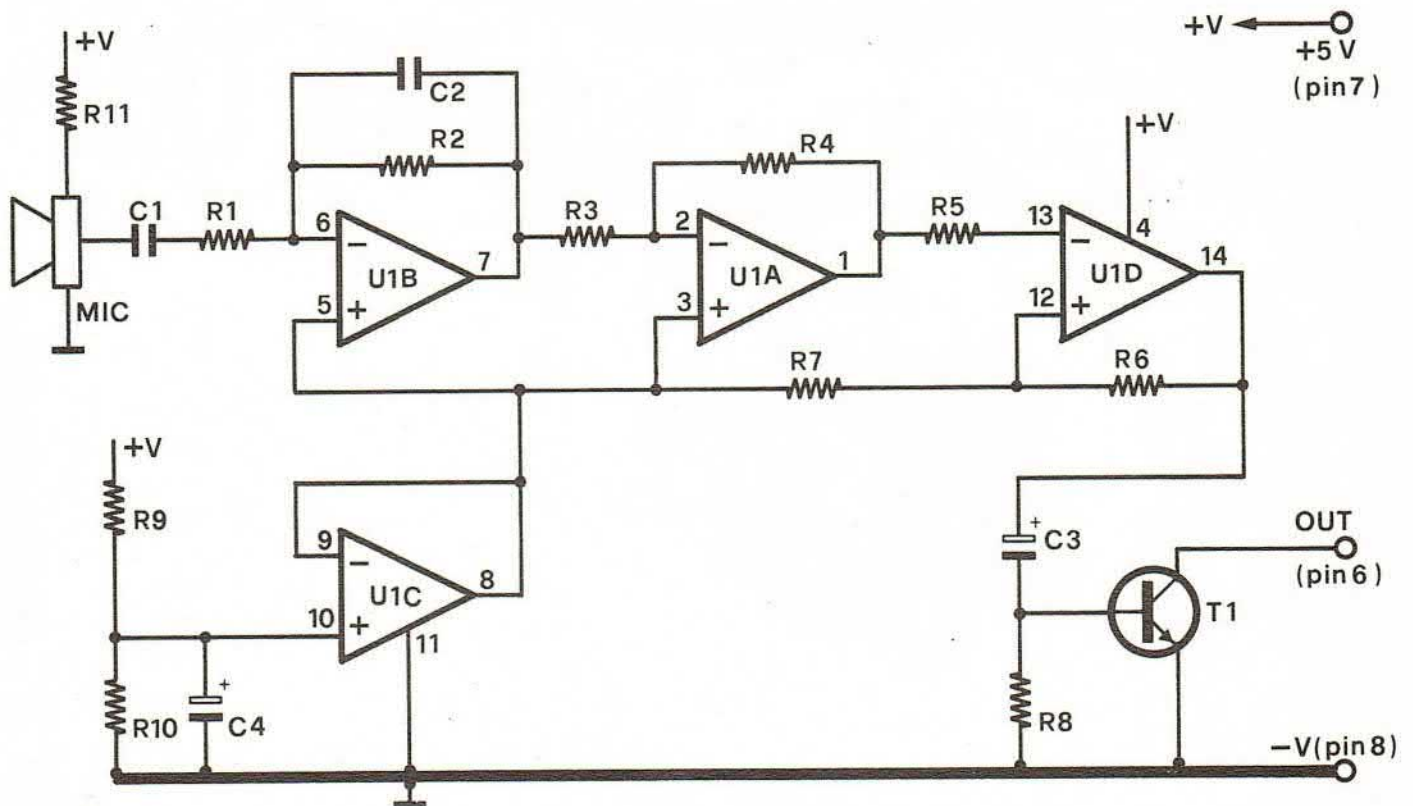 +V
R11
MIC
C1
R1
C2
R2
6
−
U1B
7
5
+
R3
R4
2
−
U1A
1
3
+
R5
+V
13
−
4
U1D
14
12
+
R7
R6
+V ← +5 V
(pin7)
+V
R9
R10
+
C4
9
−
U1C
8
10
+
11
+
C3
R8
T1
OUT
(pin6)
−V(pin8)